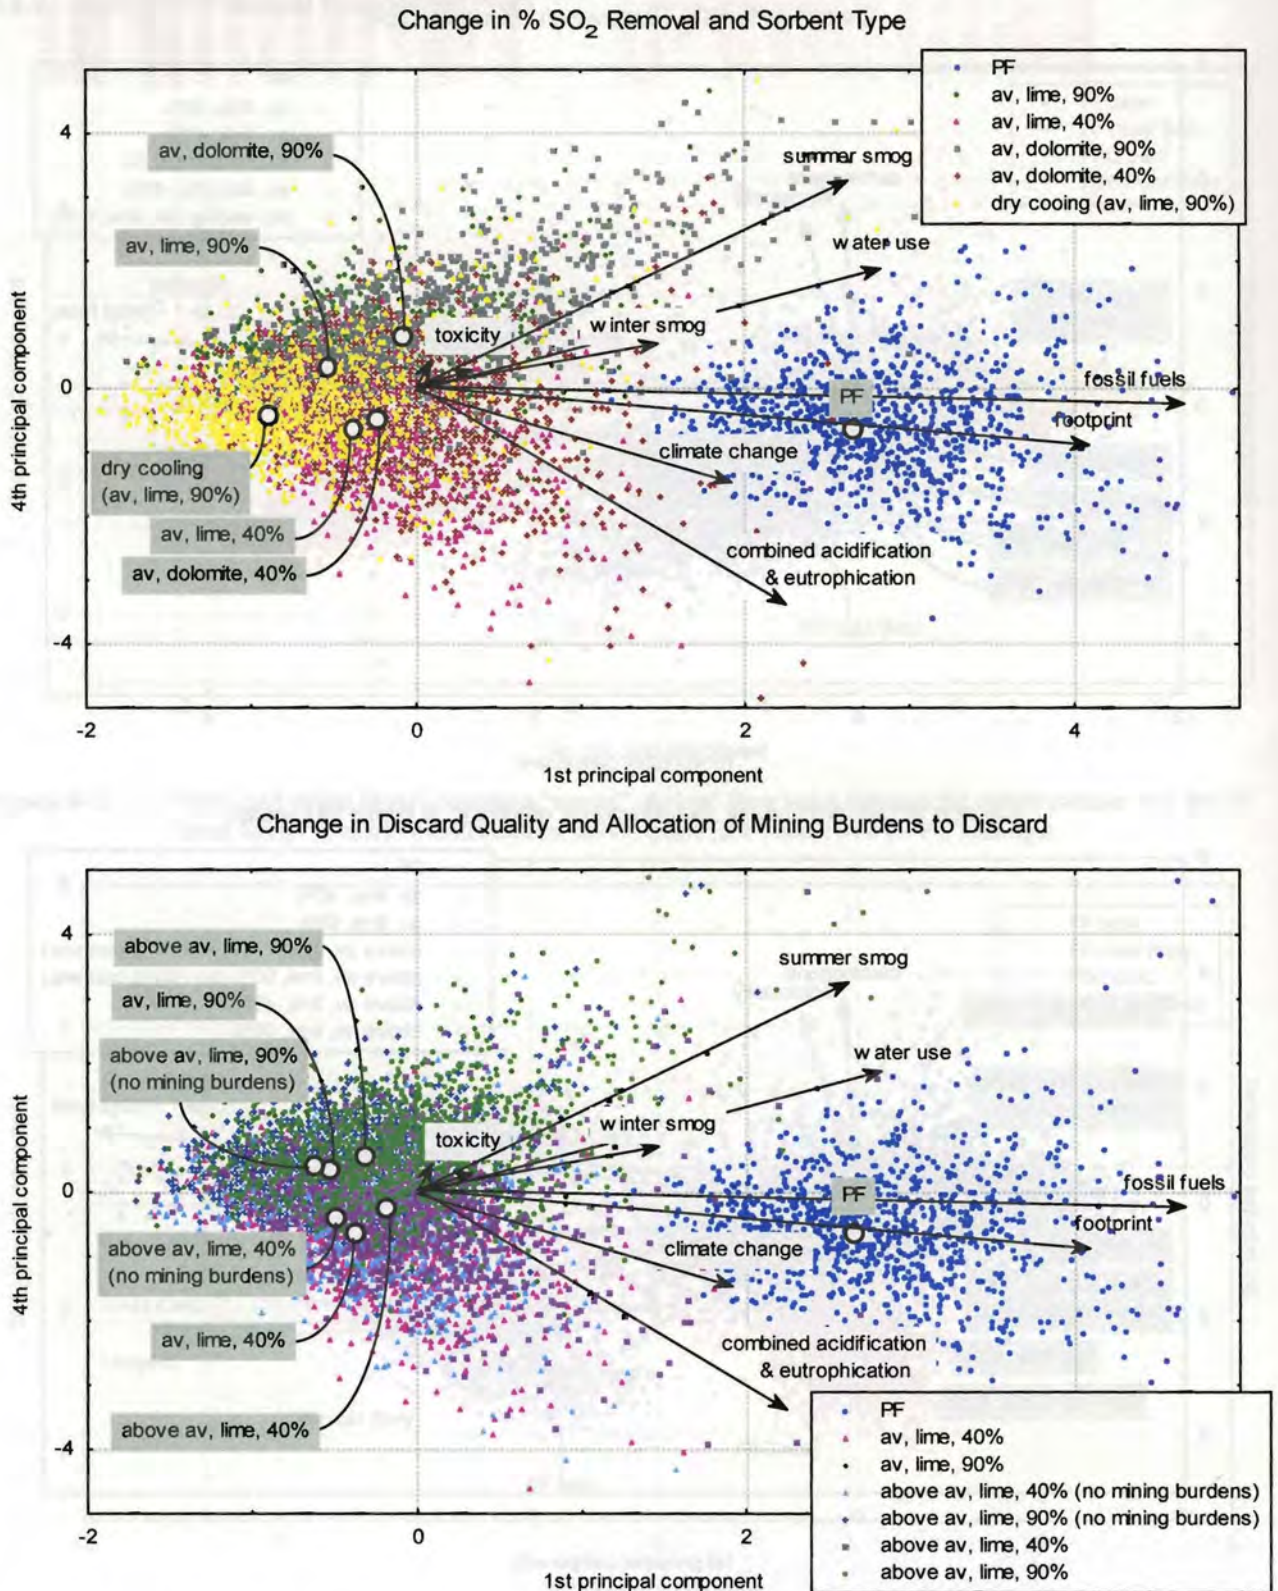 Change in % SO2 Removal and Sorbent Type
PF
av, lime, 90%
av, lime, 40%
av, dolomite, 90%
av, dolomite, 40%
dry cooing (av, lime, 90%)
av, dolomite, 90%
summer smog
water use
av, lime, 90%
winter smog
toxicity
fossil fuels
PF
footprint
climate change
dry cooling
(av, lime, 90%)
av, lime, 40%
av, dolomite, 40%
combined acidification
& eutrophication
4
0
-4
4th principal component
-2
0
2
4
1st principal component
Change in Discard Quality and Allocation of Mining Burdens to Discard
above av, lime, 90%
summer smog
av, lime, 90%
above av, lime, 90%
(no mining burdens)
water use
winter smog
toxicity
fossil fuels
PF
footprint
climate change
above av, lime, 40%
(no mining burdens)
av, lime, 40%
combined acidification
& eutrophication
above av, lime, 40%
4
0
-4
4th principal component
-2
0
2
1st principal component
PF
av, lime, 40%
av, lime, 90%
above av, lime, 40% (no mining burdens)
above av, lime, 90% (no mining burdens)
above av, lime, 40%
above av, lime, 90%